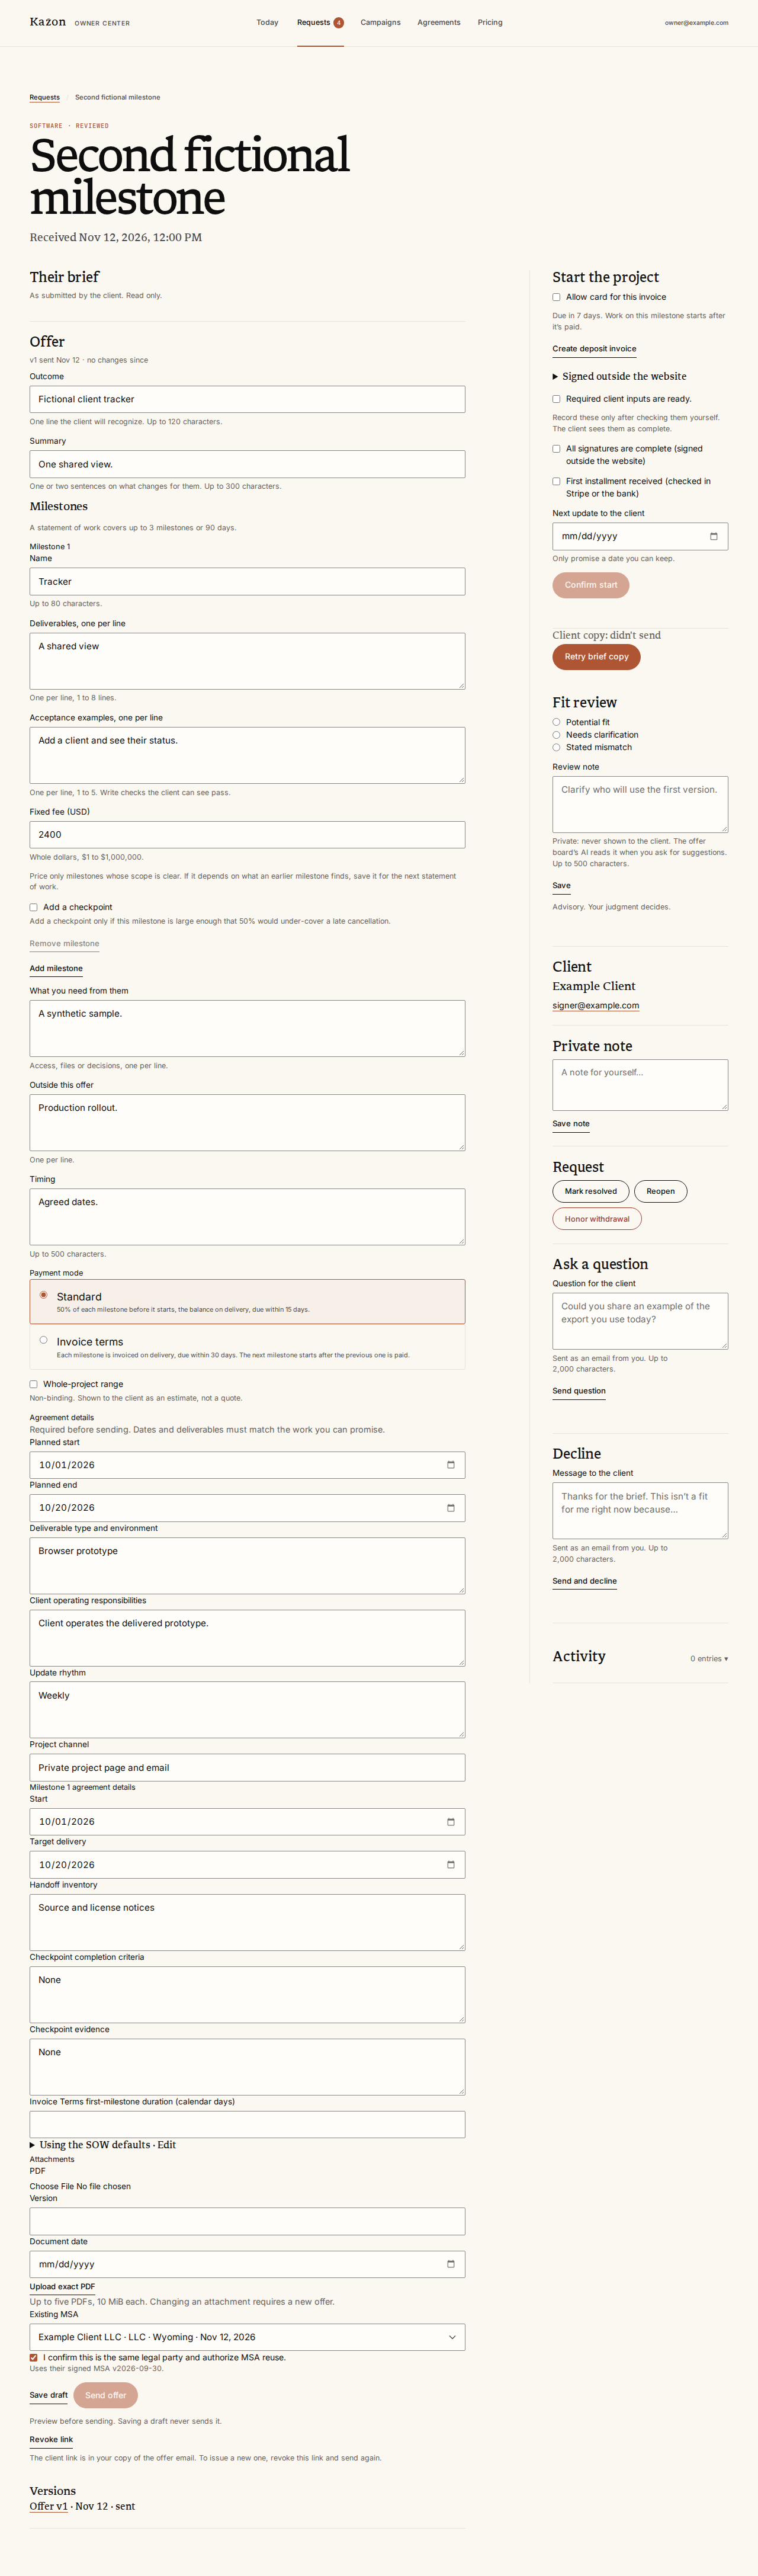 Kazon OWNER CENTER
Today Requests 4 Campaigns Agreements Pricing
owner@example.com
Requests Second fictional milestone
SOFTWARE · REVIEWED
Second fictional
milestone
Received Nov 12, 2026, 12:00 PM
Their brief
As submitted by the client. Read only.
Offer
v1 sent Nov 12 · no changes since
Outcome
Fictional client tracker
One line the client will recognize. Up to 120 characters.
Summary
One shared view.
One or two sentences on what changes for them. Up to 300 characters.
Milestones
A statement of work covers up to 3 milestones or 90 days.
Milestone 1
Name
Tracker
Up to 80 characters.
Deliverables, one per line
A shared view
One per line, 1 to 8 lines.
Acceptance examples, one per line
Add a client and see their status.
One per line, 1 to 5. Write checks the client can see pass.
Fixed fee (USD)
2400
Whole dollars, $1 to $1,000,000.
Price only milestones whose scope is clear. If it depends on what an earlier milestone finds, save it for the next statement
of work.
Add a checkpoint
Add a checkpoint only if this milestone is large enough that 50% would under-cover a late cancellation.
Remove milestone
Add milestone
What you need from them
A synthetic sample.
Access, files or decisions, one per line.
Outside this offer
Production rollout.
One per line.
Timing
Agreed dates.
Up to 500 characters.
Payment mode
Standard
50% of each milestone before it starts, the balance on delivery, due within 15 days.
Invoice terms
Each milestone is invoiced on delivery, due within 30 days. The next milestone starts after the previous one is paid.
Whole-project range
Non-binding. Shown to the client as an estimate, not a quote.
Agreement details
Required before sending. Dates and deliverables must match the work you can promise.
Planned start
10/01/2026
Planned end
10/20/2026
Deliverable type and environment
Browser prototype
Client operating responsibilities
Client operates the delivered prototype.
Update rhythm
Weekly
Project channel
Private project page and email
Milestone 1 agreement details
Start
10/01/2026
Target delivery
10/20/2026
Handoff inventory
Source and license notices
Checkpoint completion criteria
None
Checkpoint evidence
None
Invoice Terms first-milestone duration (calendar days)
Using the SOW defaults · Edit
Attachments
PDF
Choose File No file chosen
Version
Document date
mm/dd/yyyy
Upload exact PDF
Up to five PDFs, 10 MiB each. Changing an attachment requires a new offer.
Existing MSA
Example Client LLC · LLC · Wyoming · Nov 12, 2026
I confirm this is the same legal party and authorize MSA reuse.
Uses their signed MSA v2026-09-30.
Save draft Send offer
Preview before sending. Saving a draft never sends it.
Revoke link
The client link is in your copy of the offer email. To issue a new one, revoke this link and send again.
Versions
Offer v1 · Nov 12 · sent
Start the project
Allow card for this invoice
Due in 7 days. Work on this milestone starts after
it's paid.
Create deposit invoice
Signed outside the website
Required client inputs are ready.
Record these only after checking them yourself.
The client sees them as complete.
All signatures are complete (signed
outside the website)
First installment received (checked in
Stripe or the bank)
Next update to the client
mm/dd/yyyy
Only promise a date you can keep.
Confirm start
Client copy: didn't send
Retry brief copy
Fit review
Potential fit
Needs clarification
Stated mismatch
Review note
Clarify who will use the first version.
Private: never shown to the client. The offer
board's AI reads it when you ask for suggestions.
Up to 500 characters.
Save
Advisory. Your judgment decides.
Client
Example Client
signer@example.com
Private note
A note for yourself...
Save note
Request
Mark resolved Reopen
Honor withdrawal
Ask a question
Question for the client
Could you share an example of the
export you use today?
Sent as an email from you. Up to
2,000 characters.
Send question
Decline
Message to the client
Thanks for the brief. This isn't a fit
for me right now because...
Sent as an email from you. Up to
2,000 characters.
Send and decline
Activity 0 entries ▾